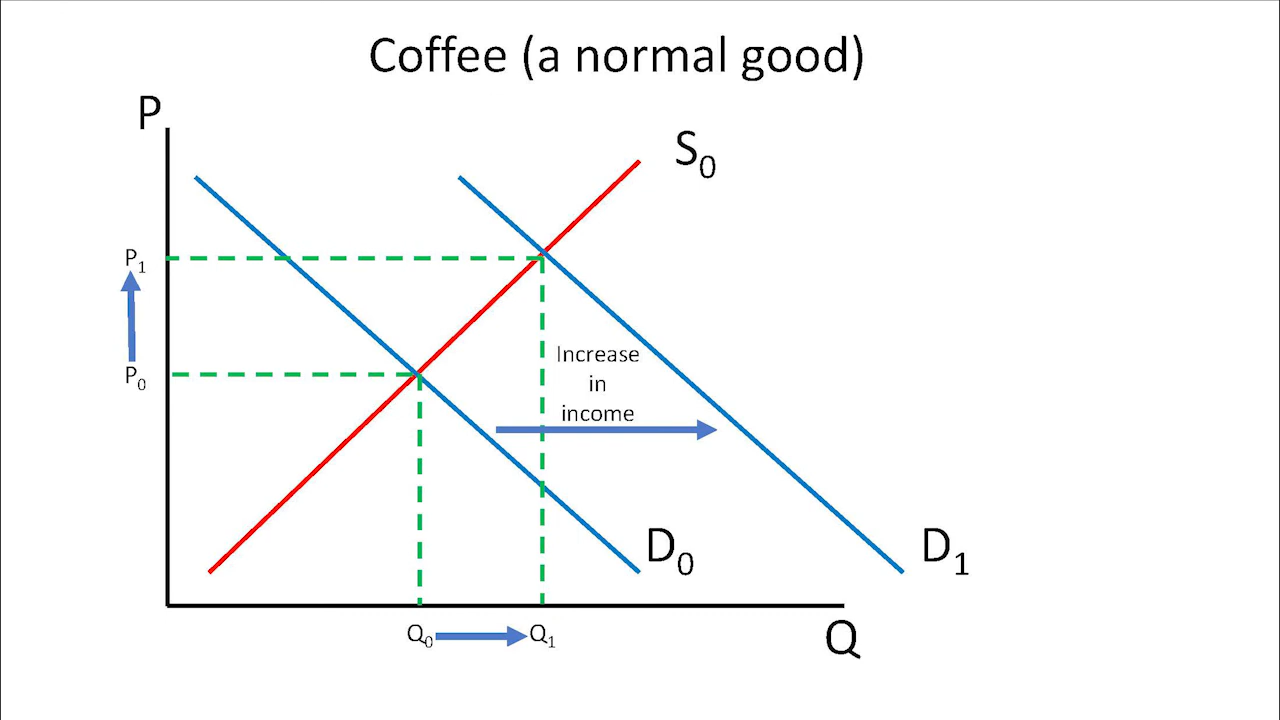 Coffee (a normal good)
P
S₀
P₁
Increase
in
income
P₀
D₀
D₁
Q₀
Q₁
Q